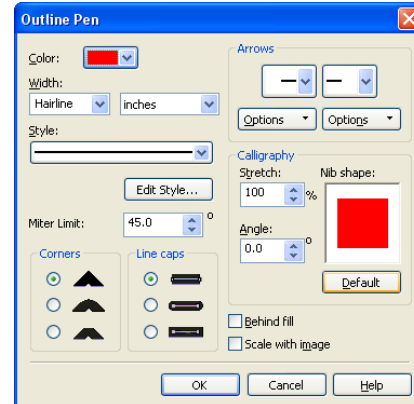 Outline Pen
Color:
Width:
Hairline inches
Style:
Edit Style...
Miter Limit: 45.0 °
Corners
Line caps
Arrows
Options Options
Calligraphy
Stretch: Nib shape:
100 %
Angle:
0.0 °
Default
Behind fill
Scale with image
OK Cancel Help